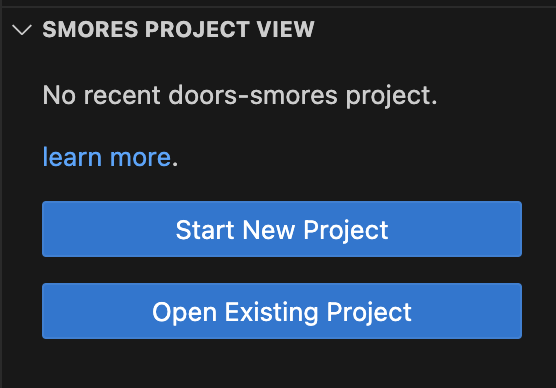 SMORES PROJECT VIEW
No recent doors-smores project.
learn more.
Start New Project
Open Existing Project